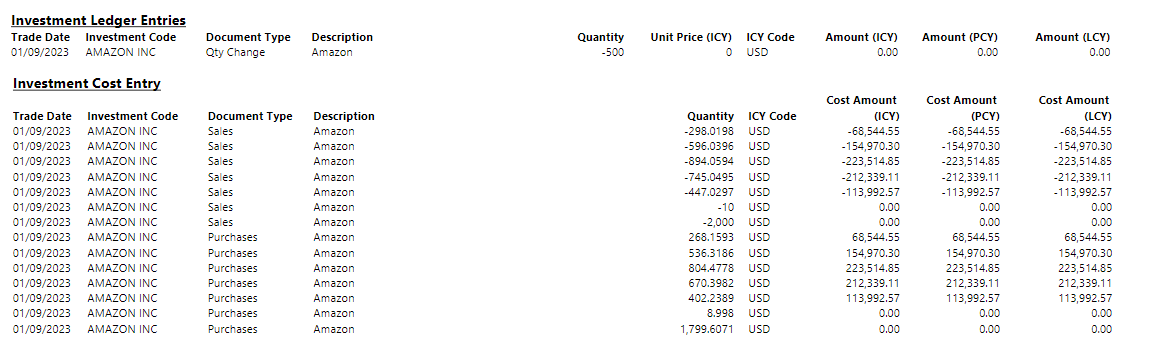 Investment Ledger Entries
Trade Date Investment Code Document Type Description Quantity Unit Price (ICY) ICY Code Amount (ICY) Amount (PCY) Amount (LCY)
01/09/2023 AMAZON INC Qty Change Amazon -500 0 USD 0.00 0.00 0.00
Investment Cost Entry
Cost Amount Cost Amount Cost Amount
Trade Date Investment Code Document Type Description Quantity ICY Code (ICY) (PCY) (LCY)
01/09/2023 AMAZON INC Sales Amazon -298.0198 USD -68,544.55 -68,544.55 -68,544.55
01/09/2023 AMAZON INC Sales Amazon -596.0396 USD -154,970.30 -154,970.30 -154,970.30
01/09/2023 AMAZON INC Sales Amazon -894.0594 USD -223,514.85 -223,514.85 -223,514.85
01/09/2023 AMAZON INC Sales Amazon -745.0495 USD -212,339.11 -212,339.11 -212,339.11
01/09/2023 AMAZON INC Sales Amazon -447.0297 USD -113,992.57 -113,992.57 -113,992.57
01/09/2023 AMAZON INC Sales Amazon -10 USD 0.00 0.00 0.00
01/09/2023 AMAZON INC Sales Amazon -2,000 USD 0.00 0.00 0.00
01/09/2023 AMAZON INC Purchases Amazon 268.1593 USD 68,544.55 68,544.55 68,544.55
01/09/2023 AMAZON INC Purchases Amazon 536.3186 USD 154,970.30 154,970.30 154,970.30
01/09/2023 AMAZON INC Purchases Amazon 804.4778 USD 223,514.85 223,514.85 223,514.85
01/09/2023 AMAZON INC Purchases Amazon 670.3982 USD 212,339.11 212,339.11 212,339.11
01/09/2023 AMAZON INC Purchases Amazon 402.2389 USD 113,992.57 113,992.57 113,992.57
01/09/2023 AMAZON INC Purchases Amazon 8.998 USD 0.00 0.00 0.00
01/09/2023 AMAZON INC Purchases Amazon 1,799.6071 USD 0.00 0.00 0.00